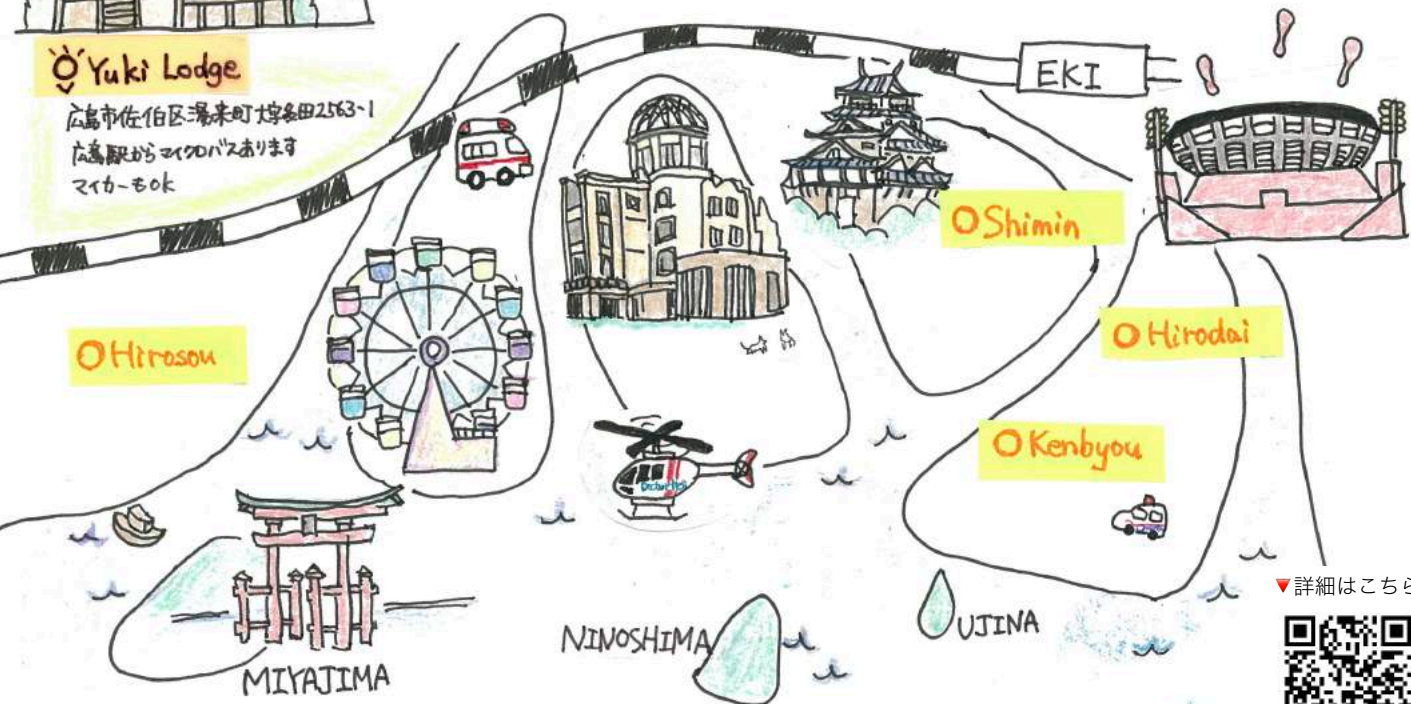 Yuki Lodge
広島市佐伯区湯来町大字多田2563-1
広島駅からマイクロバスあります
マイカーもok
EKI
Shimin
Hirosou
Hirodai
Kenbyou
MIYAJIMA
NINOSHIMA
UJINA
▼詳細はこちら